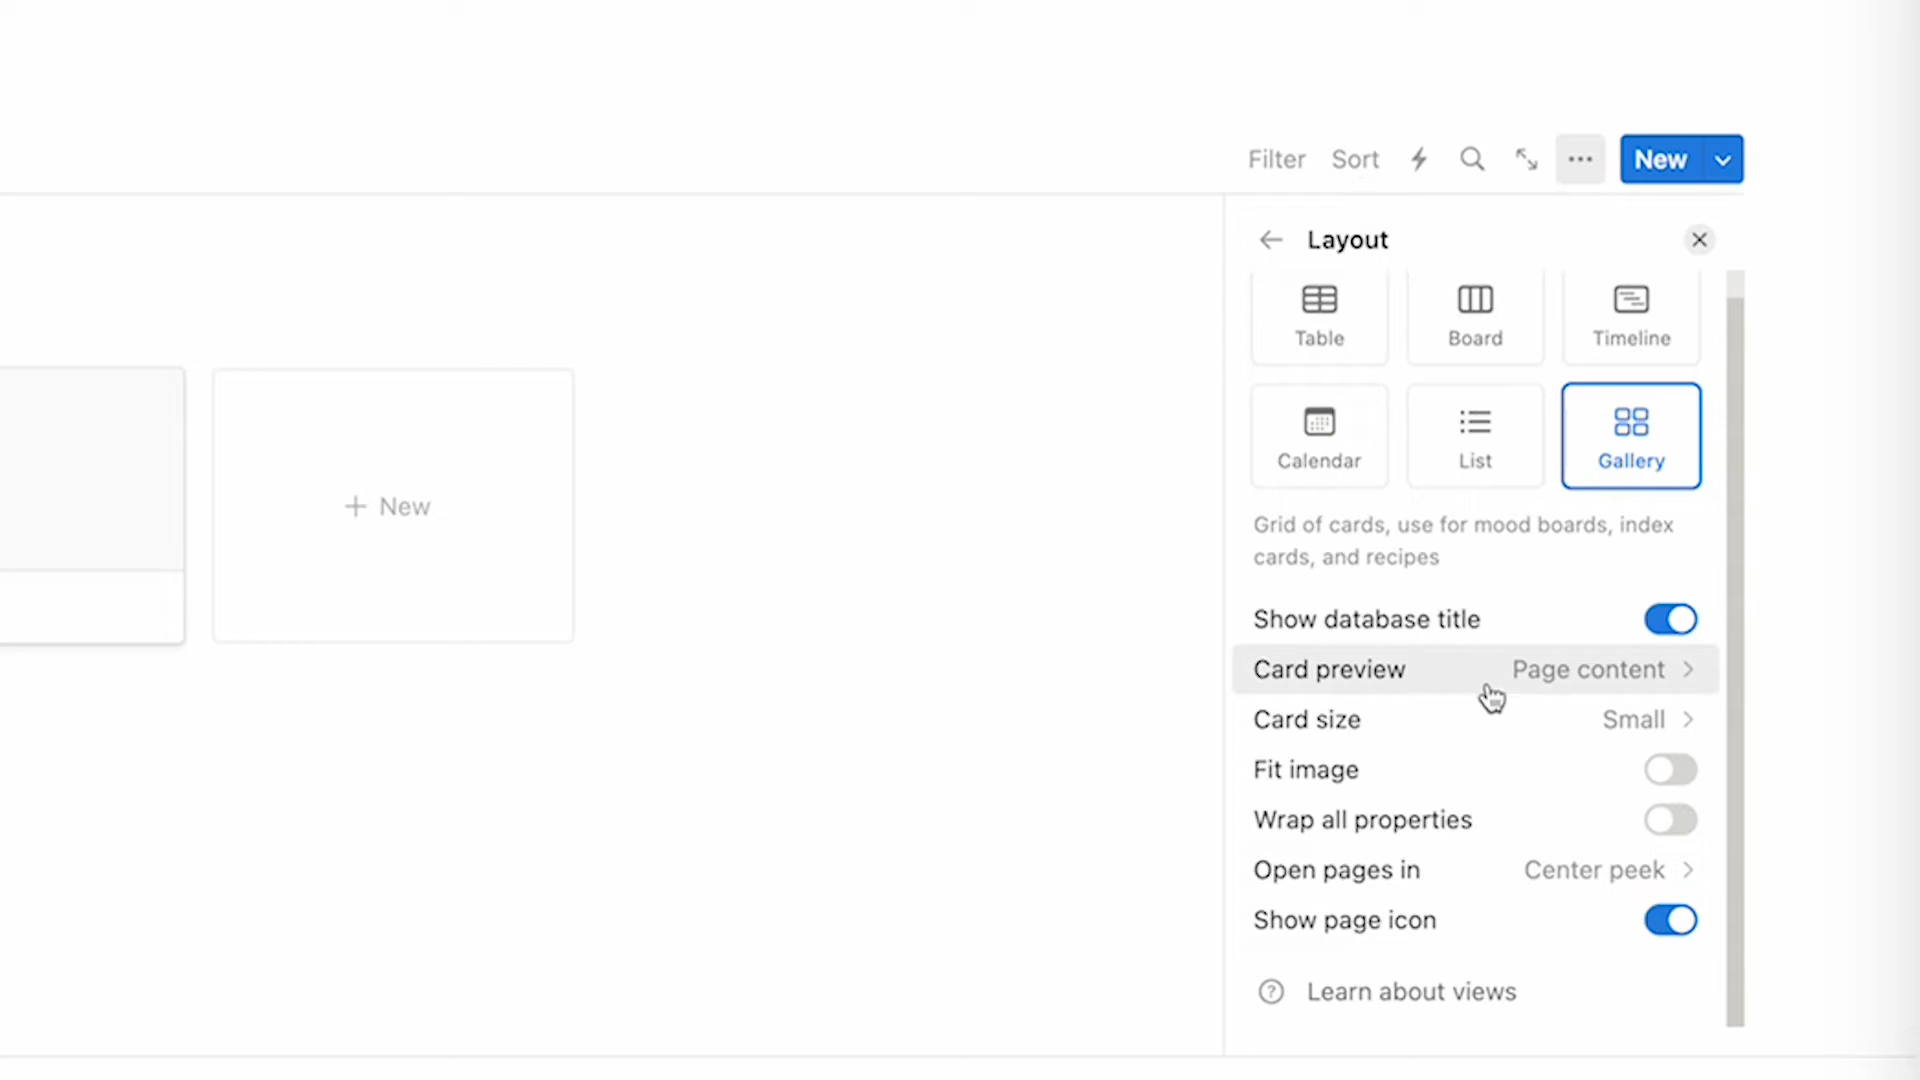 Filter Sort New
Layout
Table Board Timeline
+ New
Calendar List Gallery
Grid of cards, use for mood boards, index
cards, and recipes
Show database title
Card preview Page content
Card size Small
Fit image
Wrap all properties
Open pages in Center peek
Show page icon
Learn about views